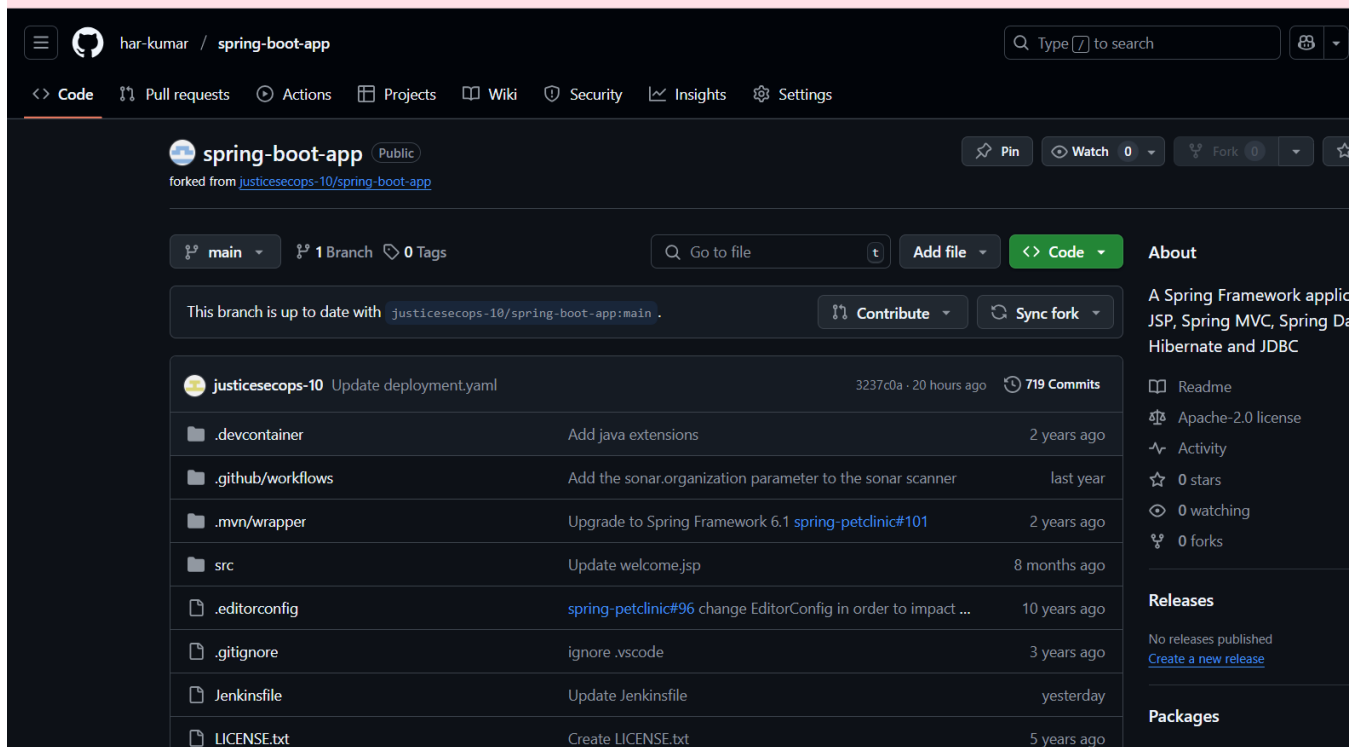 har-kumar / spring-boot-app
Type / to search
Code Pull requests Actions Projects Wiki Security Insights Settings
spring-boot-app Public
Pin Watch 0 Fork 0
forked from justicesecops-10/spring-boot-app
main 1 Branch 0 Tags
Go to file t Add file Code
About
This branch is up to date with justicesecops-10/spring-boot-app:main .
Contribute Sync fork
A Spring Framework applic
JSP, Spring MVC, Spring Da
Hibernate and JDBC
justicesecops-10 Update deployment.yaml 3237c0a · 20 hours ago 719 Commits
.devcontainer Add java extensions 2 years ago
.github/workflows Add the sonar.organization parameter to the sonar scanner last year
.mvn/wrapper Upgrade to Spring Framework 6.1 spring-petclinic#101 2 years ago
src Update welcome.jsp 8 months ago
.editorconfig spring-petclinic#96 change EditorConfig in order to impact ... 10 years ago
.gitignore ignore .vscode 3 years ago
Jenkinsfile Update Jenkinsfile yesterday
LICENSE.txt Create LICENSE.txt 5 years ago
Readme
Apache-2.0 license
Activity
0 stars
0 watching
0 forks
Releases
No releases published
Create a new release
Packages